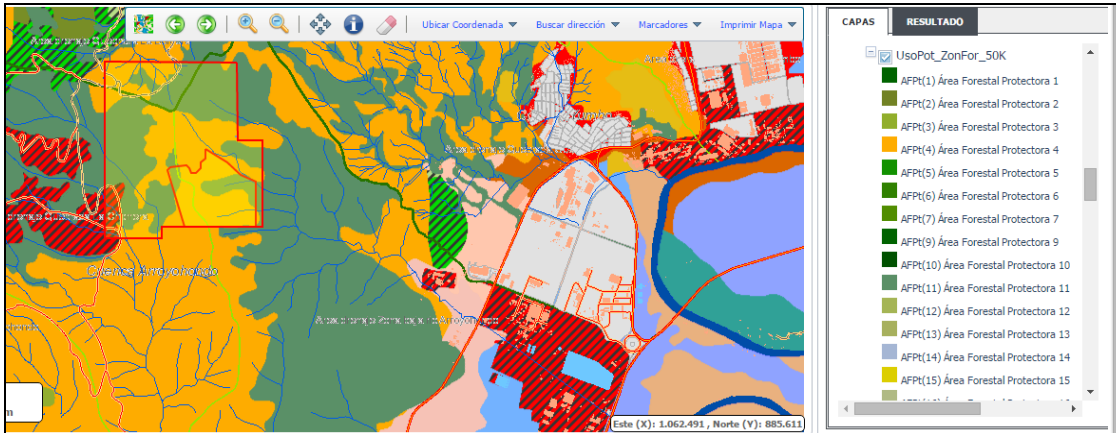 Ubicar Coordenada
Buscar dirección
Marcadores
Imprimir Mapa
CAPAS
RESULTADO
UsoPot_ZonFor_50K
AFPt(1) Área Forestal Protectora 1
AFPt(2) Área Forestal Protectora 2
AFPt(3) Área Forestal Protectora 3
AFPt(4) Área Forestal Protectora 4
AFPt(5) Área Forestal Protectora 5
AFPt(6) Área Forestal Protectora 6
AFPt(7) Área Forestal Protectora 7
AFPt(9) Área Forestal Protectora 9
AFPt(10) Área Forestal Protectora 10
AFPt(11) Área Forestal Protectora 11
AFPt(12) Área Forestal Protectora 12
AFPt(13) Área Forestal Protectora 13
AFPt(14) Área Forestal Protectora 14
AFPt(15) Área Forestal Protectora 15
Arroyohondo
m
Este (X): 1.062.491 , Norte (Y): 885.611